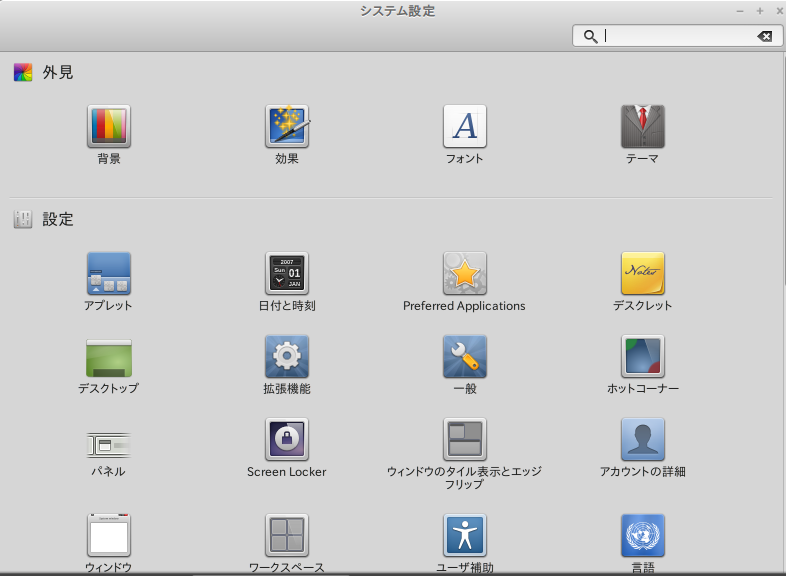 システム設定
外見
背景
効果
フォント
テーマ
設定
アプレット
2007
Sun
01
JAN
日付と時刻
Preferred Applications
Notes
デスクレット
デスクトップ
拡張機能
一般
ホットコーナー
パネル
Screen Locker
ウィンドウのタイル表示とエッジ
フリップ
アカウントの詳細
ウィンドウ
ワークスペース
ユーザ補助
言語